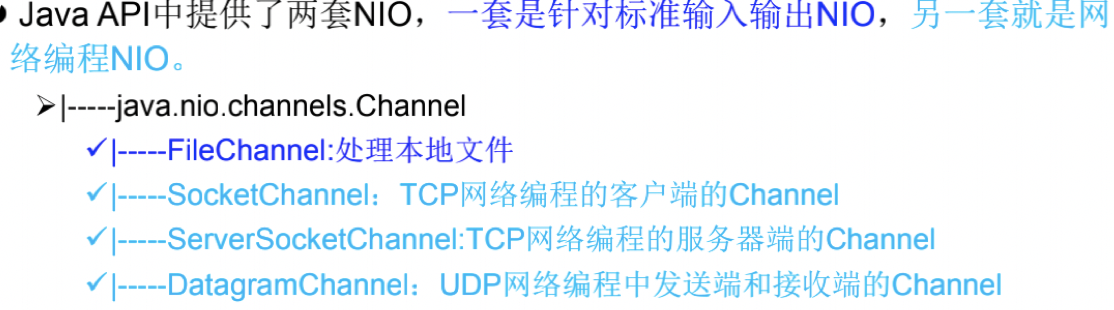 ● Java API中提供了两套NIO，一套是针对标准输入输出NIO，另一套就是网
络编程NIO。
➢|-----java.nio.channels.Channel
✓|-----FileChannel:处理本地文件
✓|-----SocketChannel：TCP网络编程的客户端的Channel
✓|-----ServerSocketChannel:TCP网络编程的服务器端的Channel
✓|-----DatagramChannel：UDP网络编程中发送端和接收端的Channel